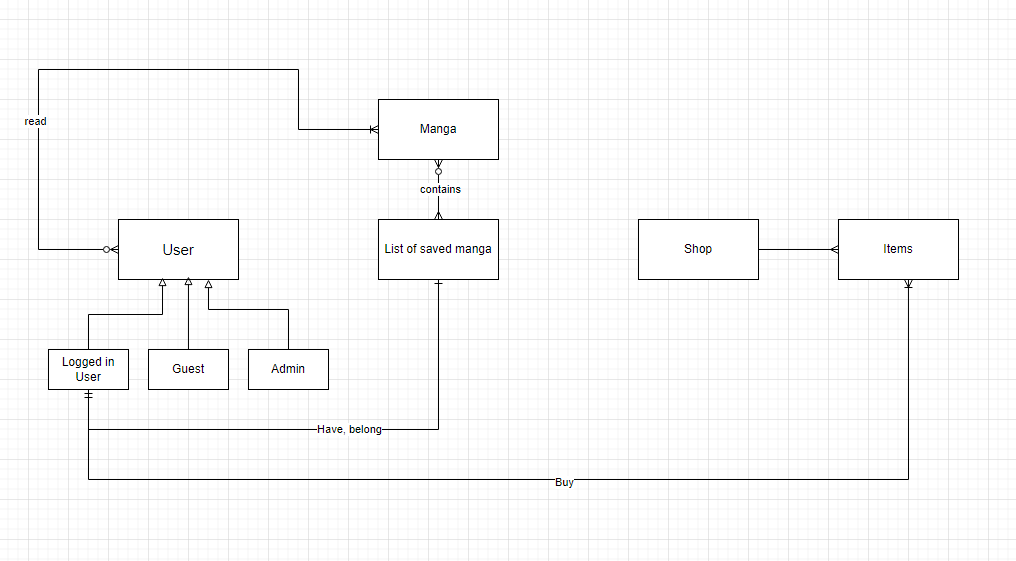 read
Manga
contains
User
List of saved manga
Shop
Items
Logged in
User
Guest
Admin
Have, belong
Buy